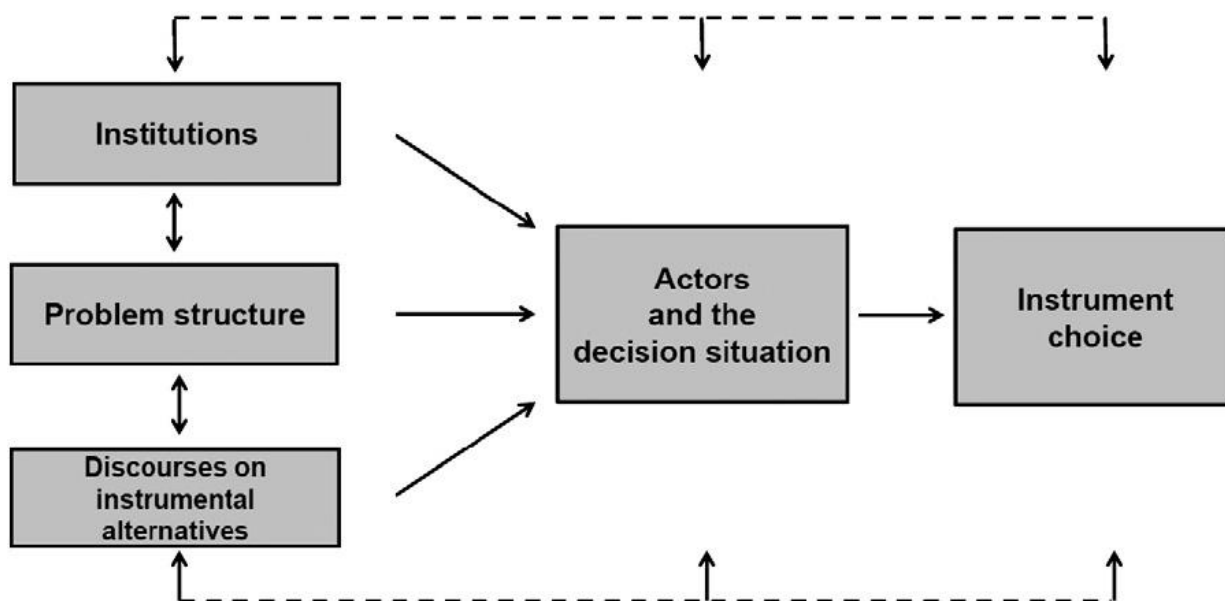 Institutions
Problem structure
Discourses on
instrumental
alternatives
Actors
and the
decision situation
Instrument
choice